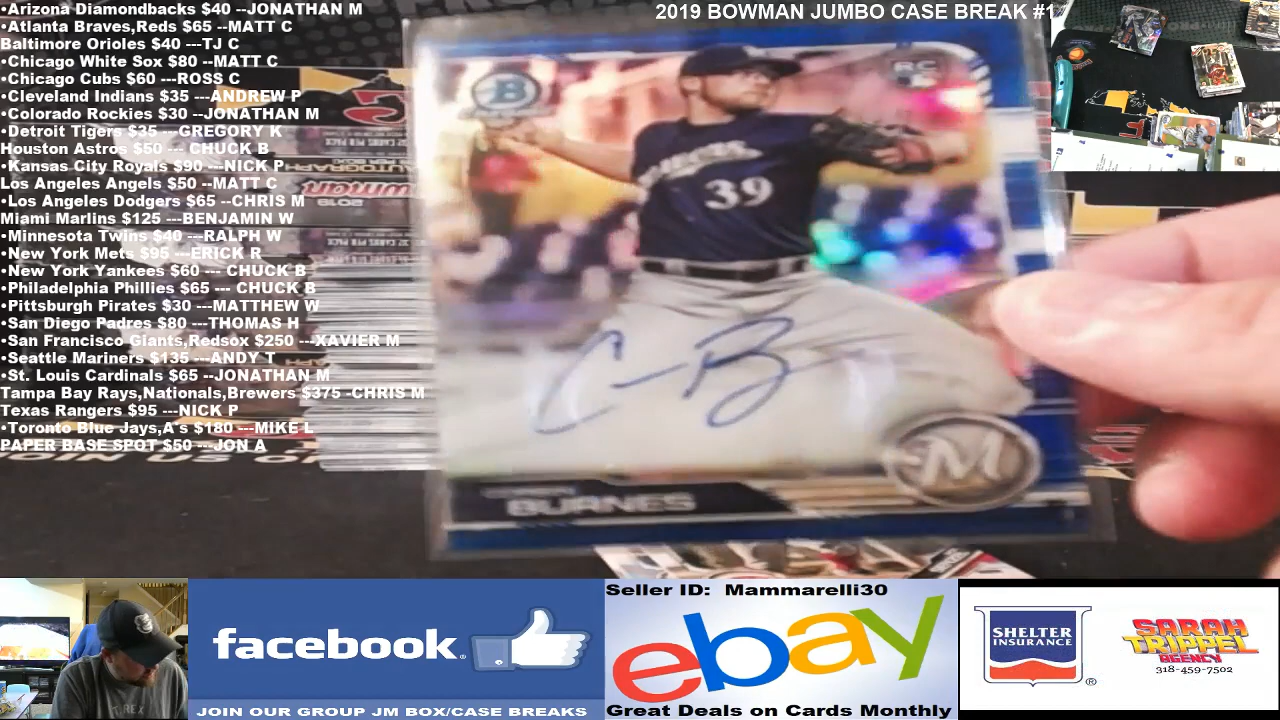 •Arizona Diamondbacks $40 --JONATHAN M
•Atlanta Braves,Reds $65 --MATT C
Baltimore Orioles $40 ---TJ C
•Chicago White Sox $80 --MATT C
•Chicago Cubs $60 ---ROSS C
•Cleveland Indians $35 ---ANDREW P
•Colorado Rockies $30 --JONATHAN M
•Detroit Tigers $35 ---GREGORY K
Houston Astros $50 --- CHUCK B
•Kansas City Royals $90 ---NICK P
Los Angeles Angels $50 --MATT C
•Los Angeles Dodgers $65 --CHRIS M
Miami Marlins $125 ---BENJAMIN W
•Minnesota Twins $40 ---RALPH W
•New York Mets $95 ---ERICK R
•New York Yankees $60 --- CHUCK B
•Philadelphia Phillies $65 --- CHUCK B
•Pittsburgh Pirates $30 ---MATTHEW W
•San Diego Padres $80 ---THOMAS H
•San Francisco Giants,Redsox $250 ---XAVIER M
•Seattle Mariners $135 ---ANDY T
•St. Louis Cardinals $65 --JONATHAN M
Tampa Bay Rays,Nationals,Brewers $375 -CHRIS M
Texas Rangers $95 ---NICK P
•Toronto Blue Jays,A's $180 ---MIKE L
PAPER BASE SPOT $50 ---JON A
JOIN US O
2019 BOWMAN JUMBO CASE BREAK #1
B
RC
39
C B
M
BURNES
facebook
JOIN OUR GROUP JM BOX/CASE BREAKS
Seller ID: Mammarelli30
ebay
Great Deals on Cards Monthly
SHELTER
INSURANCE
®
SARAH
TRIPPEL
AGENCY
318-459-7502